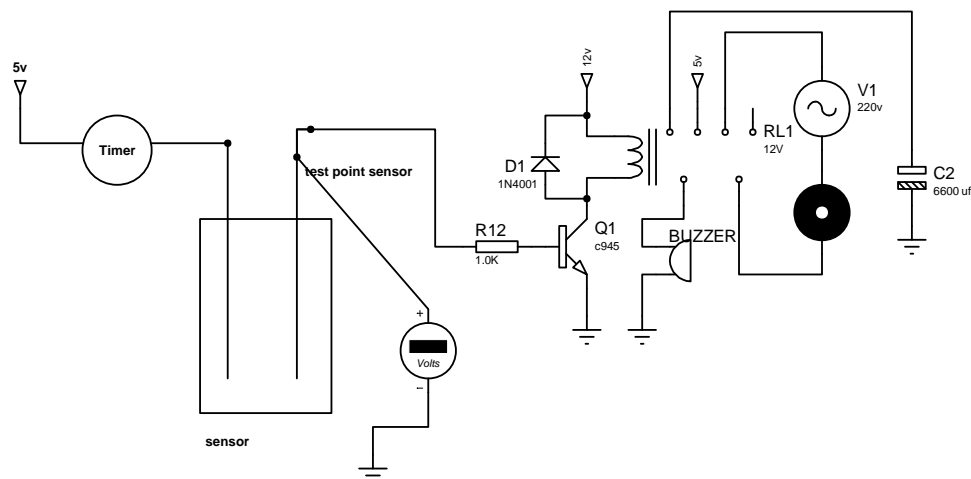 5v
Timer
test point sensor
sensor
+
Volts
−
R12
1.0K
D1
1N4001
12v
Q1
c945
5v
BUZZER
RL1
12V
V1
220v
C2
6600 uf